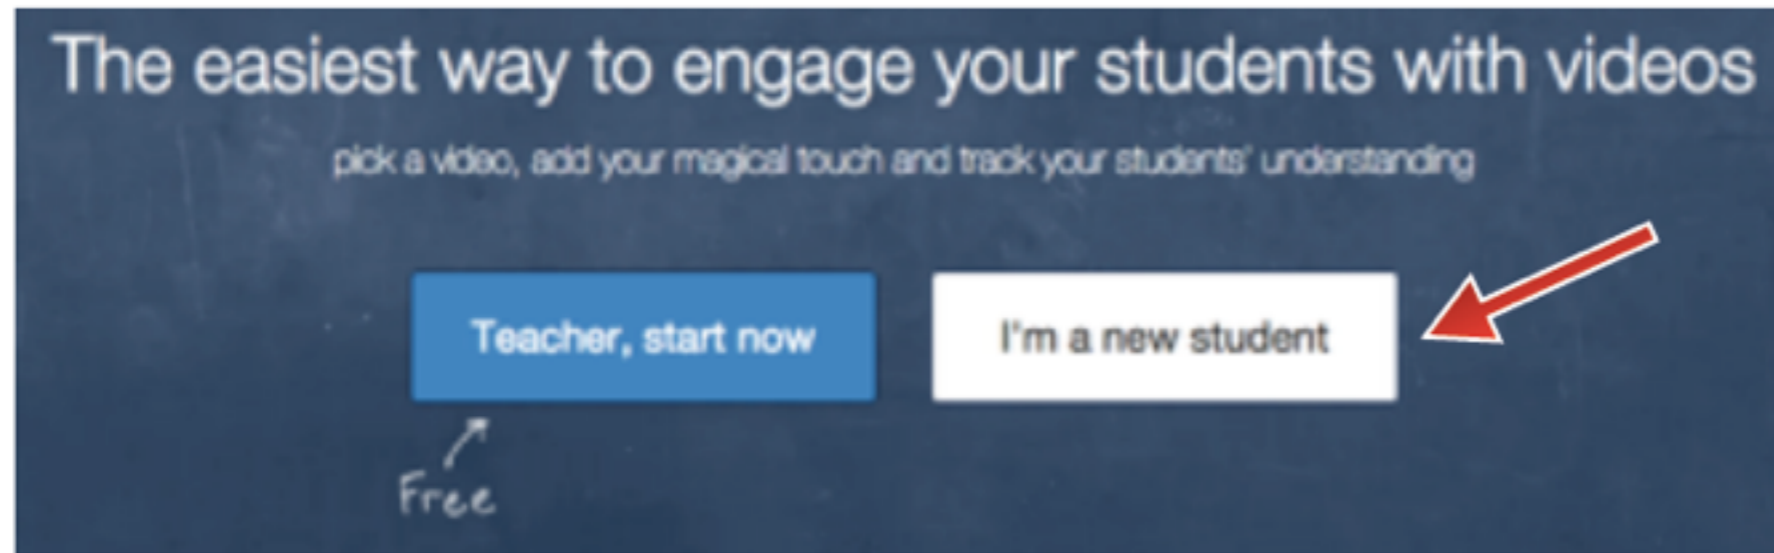 The easiest way to engage your students with videos
pick a video, add your magical touch and track your students' understanding
Teacher, start now
I'm a new student
Free